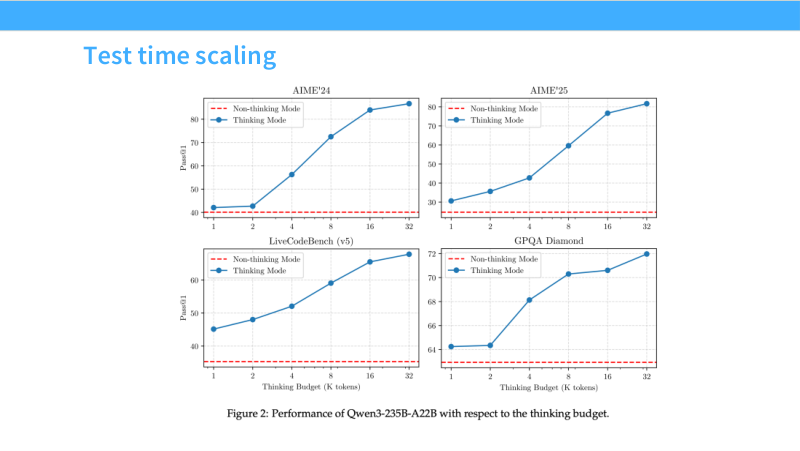 Test time scaling
AIME'24
Non-thinking Mode
Thinking Mode
Pass@1
80
70
60
50
40
1 2 4 8 16 32
AIME'25
Non-thinking Mode
Thinking Mode
80
70
60
50
40
30
1 2 4 8 16 32
LiveCodeBench (v5)
Non-thinking Mode
Thinking Mode
Pass@1
60
50
40
1 2 4 8 16 32
Thinking Budget (K tokens)
GPQA Diamond
Non-thinking Mode
Thinking Mode
72
70
68
66
64
1 2 4 8 16 32
Thinking Budget (K tokens)
Figure 2: Performance of Qwen3-235B-A22B with respect to the thinking budget.